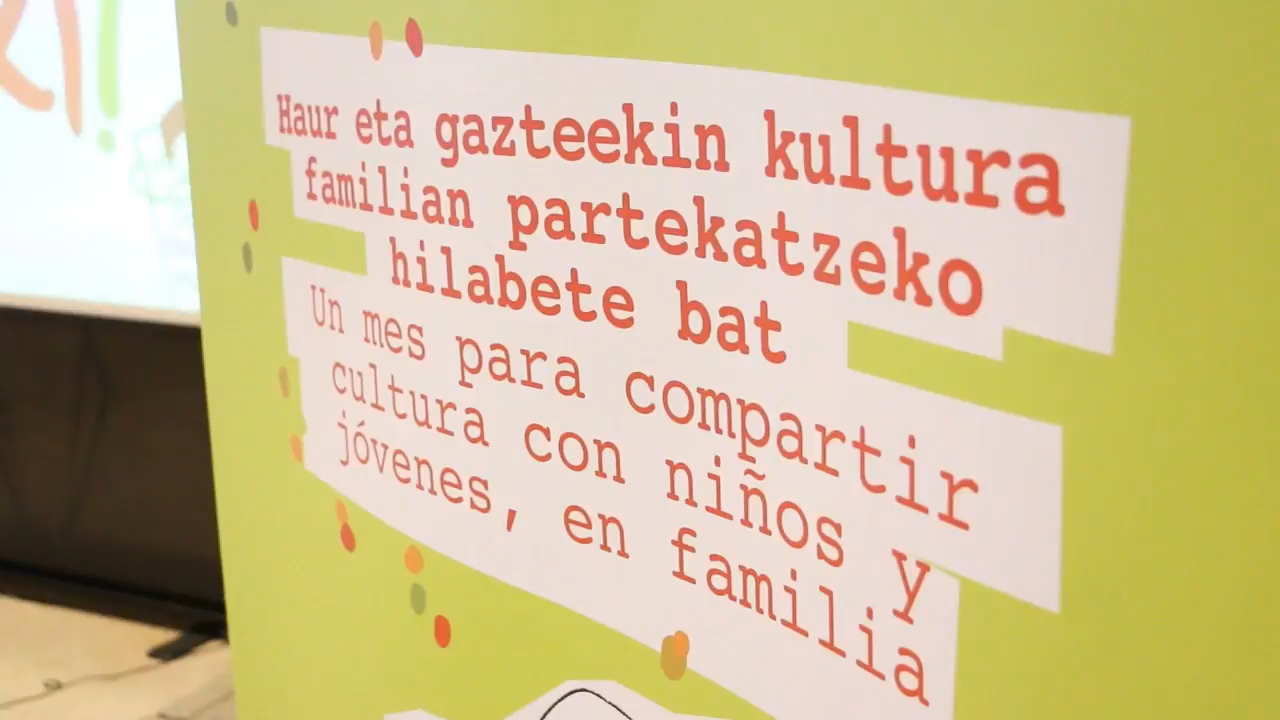 Haur eta gazteekin kultura
familian partekatzeko
hilabete bat
Un mes para compartir
cultura con niños y
jóvenes, en familia